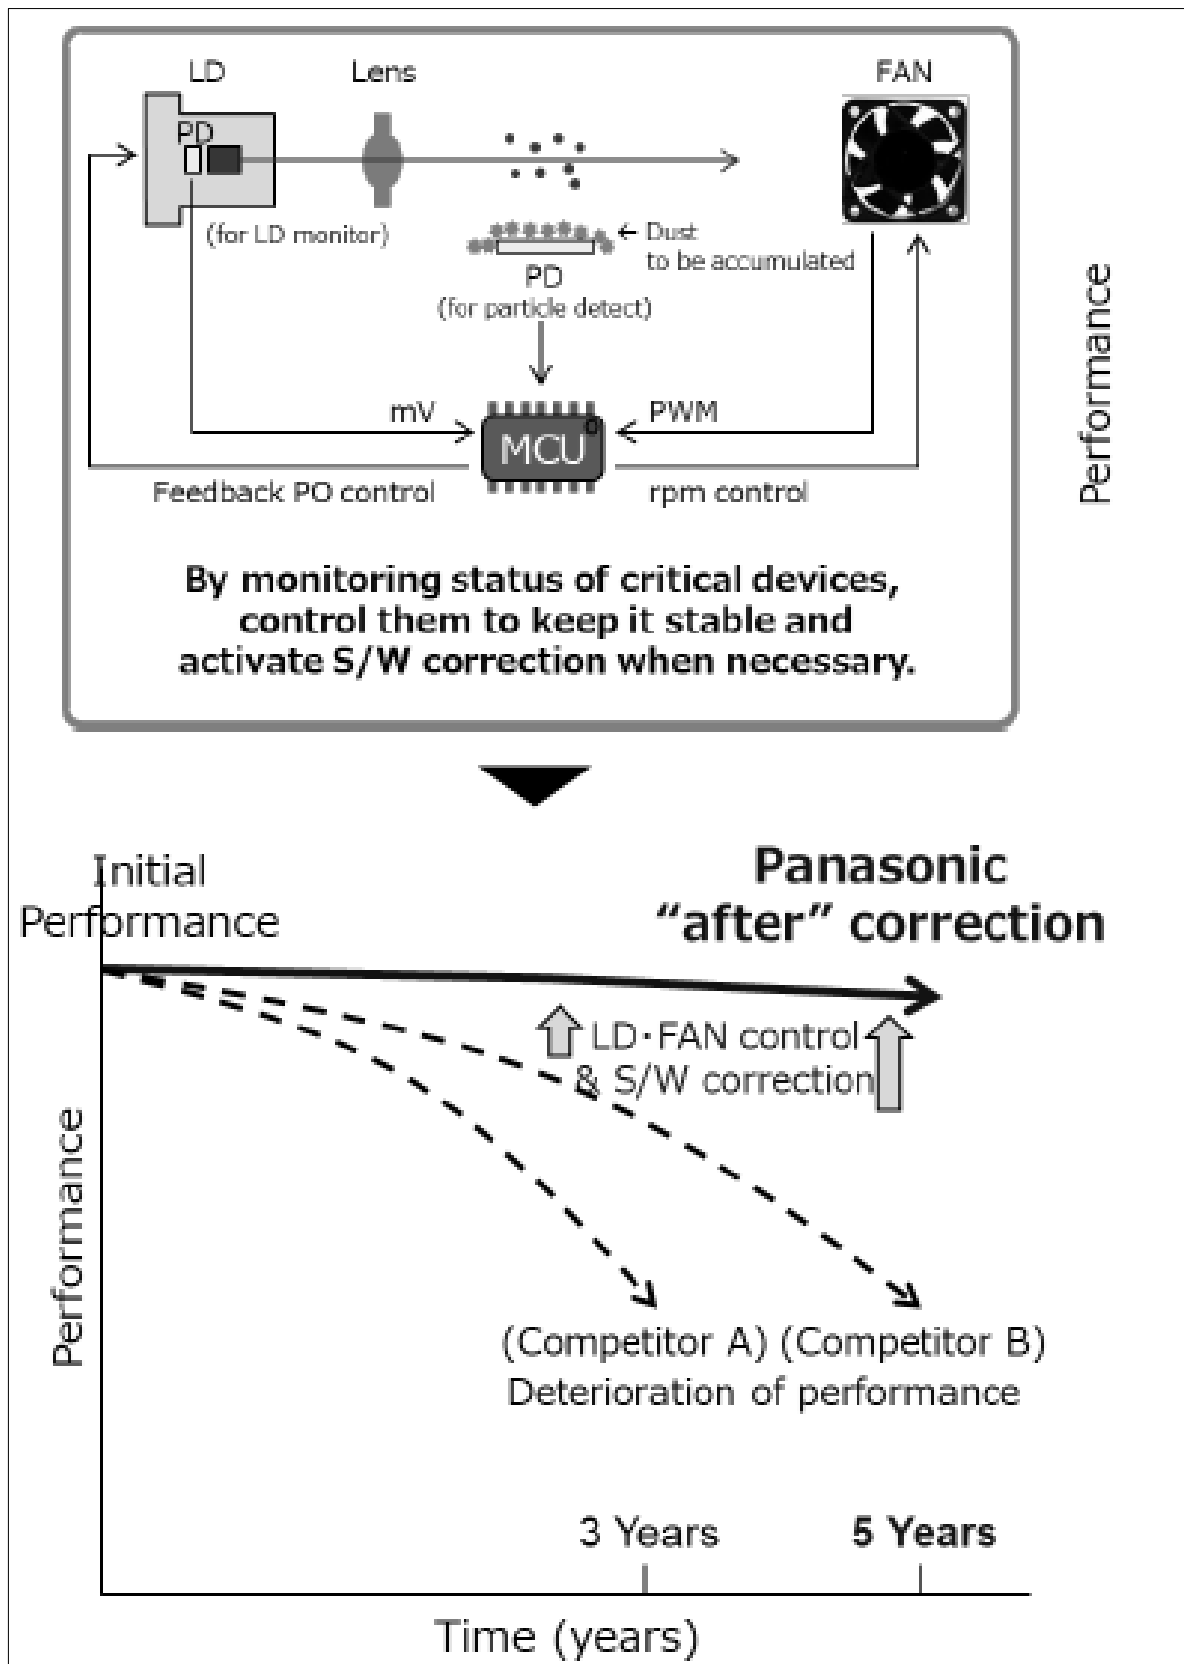 LD
Lens
FAN
PD
(for LD monitor)
← Dust
to be accumulated
PD
(for particle detect)
mV
PWM
MCU
Feedback PO control
rpm control
Performance
By monitoring status of critical devices,
control them to keep it stable and
activate S/W correction when necessary.
Initial
Performance
Panasonic
“after” correction
LD·FAN control
& S/W correction
Performance
(Competitor A) (Competitor B)
Deterioration of performance
3 Years
5 Years
Time (years)